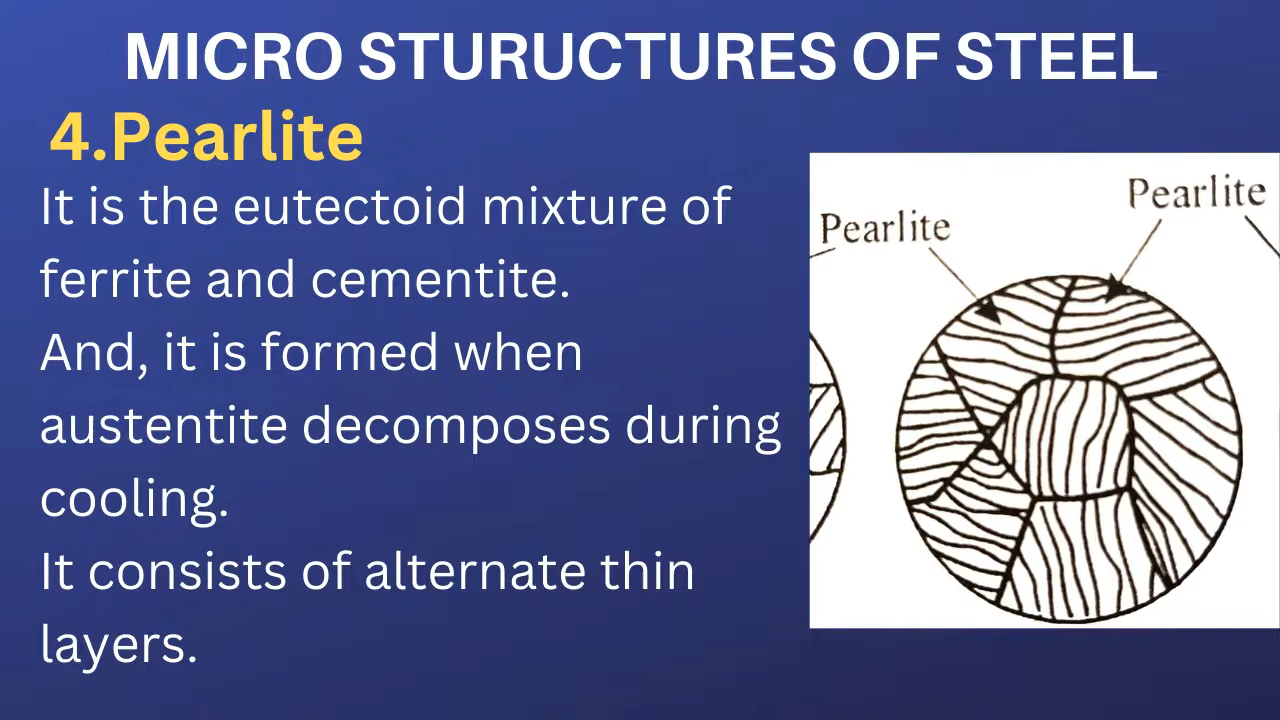 MICRO STURUCTURES OF STEEL
4.Pearlite
It is the eutectoid mixture of
ferrite and cementite.
And, it is formed when
austentite decomposes during
cooling.
It consists of alternate thin
layers.
Pearlite
Pearlite